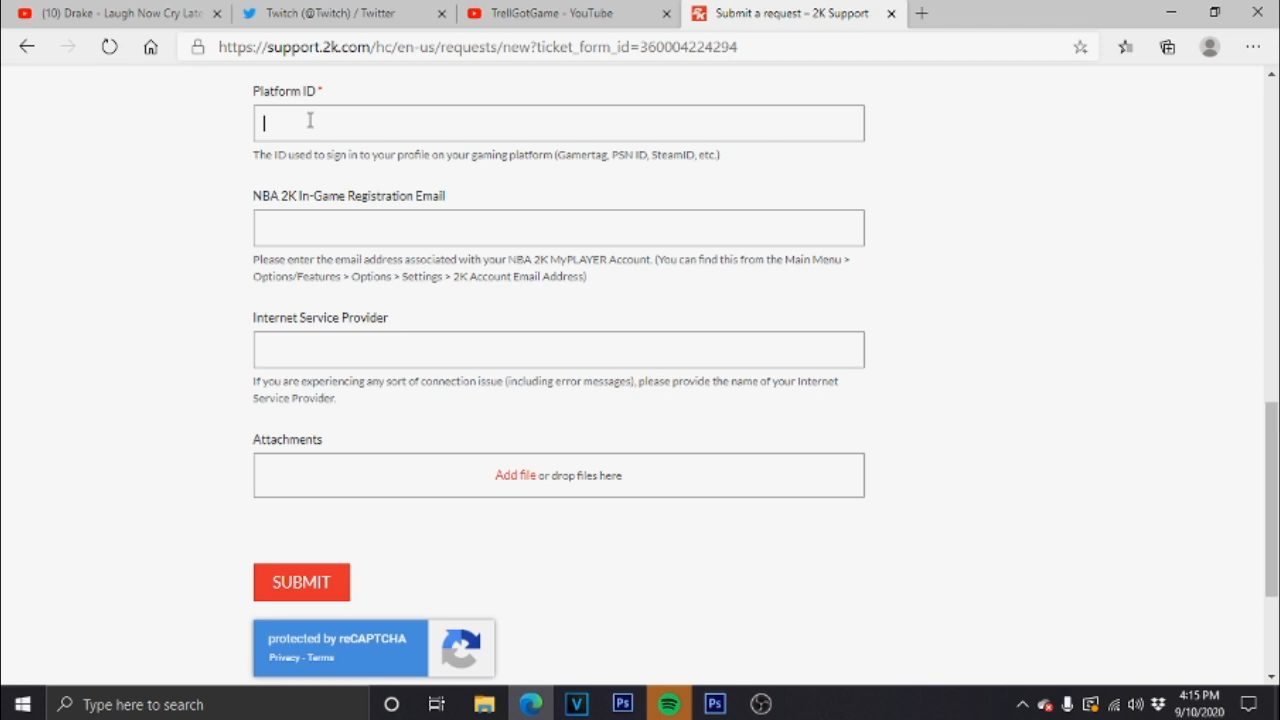 (10) Drake - Laugh Now Cry Late
Twitch (@Twitch) / Twitter
TrellGotGame - YouTube
Submit a request – 2K Support
https://support.2k.com/hc/en-us/requests/new?ticket_form_id=360004224294
Platform ID *
The ID used to sign in to your profile on your gaming platform (Gamertag, PSN ID, SteamID, etc.)
NBA 2K In-Game Registration Email
Please enter the email address associated with your NBA 2K MyPLAYER Account. (You can find this from the Main Menu >
Options/Features > Options > Settings > 2K Account Email Address)
Internet Service Provider
If you are experiencing any sort of connection issue (including error messages), please provide the name of your Internet
Service Provider.
Attachments
Add file or drop files here
SUBMIT
protected by reCAPTCHA
Privacy - Terms
Type here to search
V
Ps
Ps
4:15 PM
9/10/2020